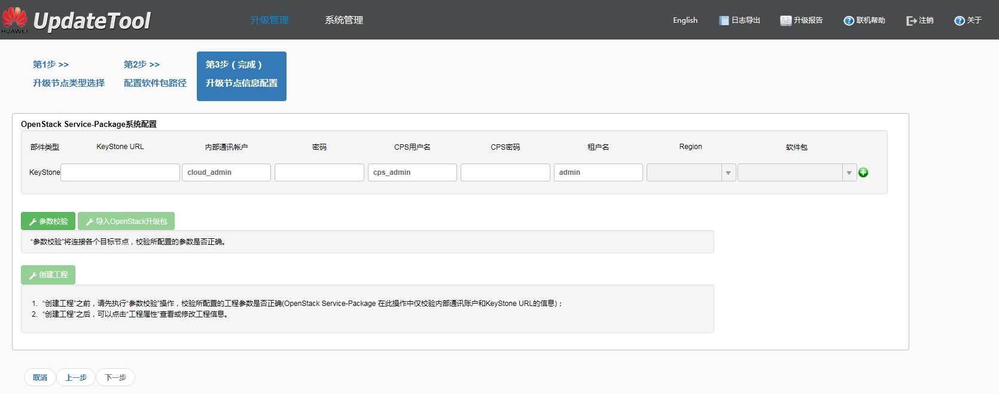 HUAWEI UpdateTool 升级管理 系统管理 English 日志导出 升级报告 联机帮助 注销 关于
第1步 >> 第2步 >> 第3步 ( 完成 )
升级节点类型选择 配置软件包路径 升级节点信息配置
OpenStack Service-Package系统配置
部件类型 KeyStone URL 内部通讯帐户 密码 CPS用户名 CPS密码 租户名 Region 软件包
KeyStone cloud_admin cps_admin admin
参数校验 导入OpenStack升级包
“参数校验”将连接各个目标节点，校验所配置的参数是否正确。
创建工程
1. “创建工程”之前，请先执行“参数校验”操作，校验所配置的工程参数是否正确(OpenStack Service-Package 在此操作中仅校验内部通讯账户和KeyStone URL的信息)；
2. “创建工程”之后，可以点击“工程属性”查看或修改工程信息。
取消 上一步 下一步